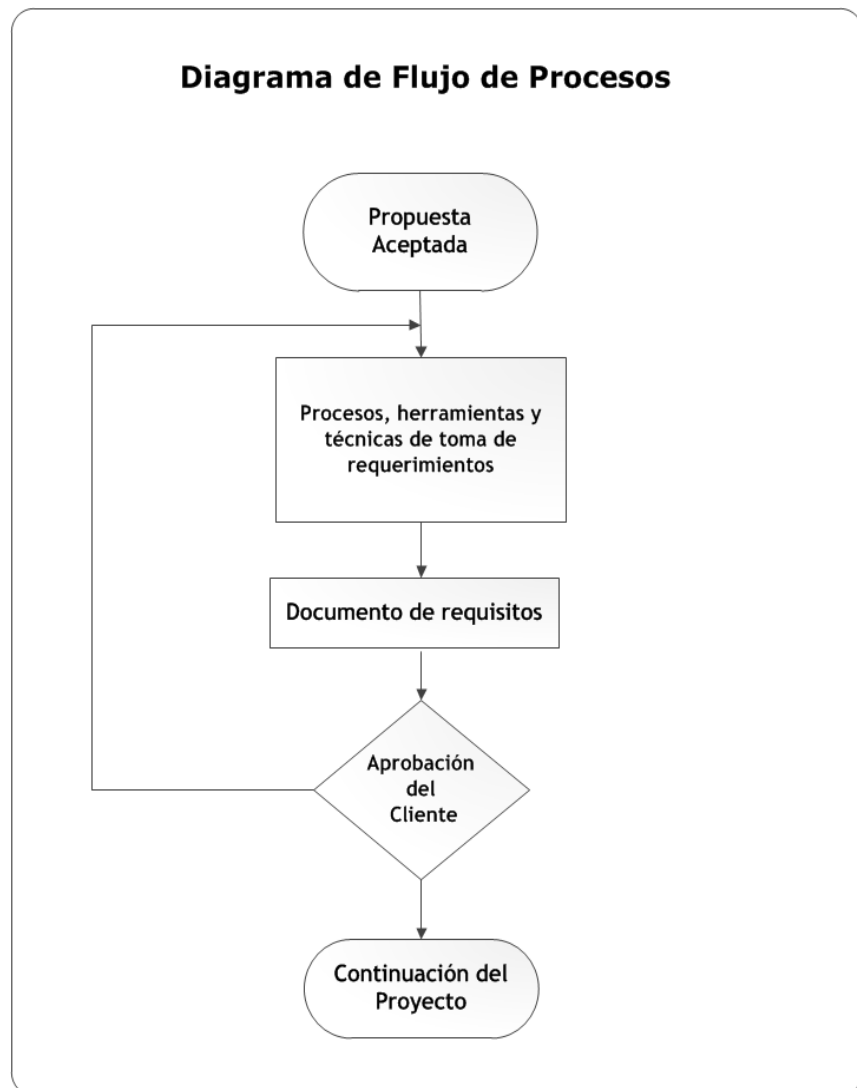 Diagrama de Flujo de Procesos
Propuesta
Aceptada
Procesos, herramientas y
técnicas de toma de
requerimientos
Documento de requisitos
Aprobación
del
Cliente
Continuación del
Proyecto